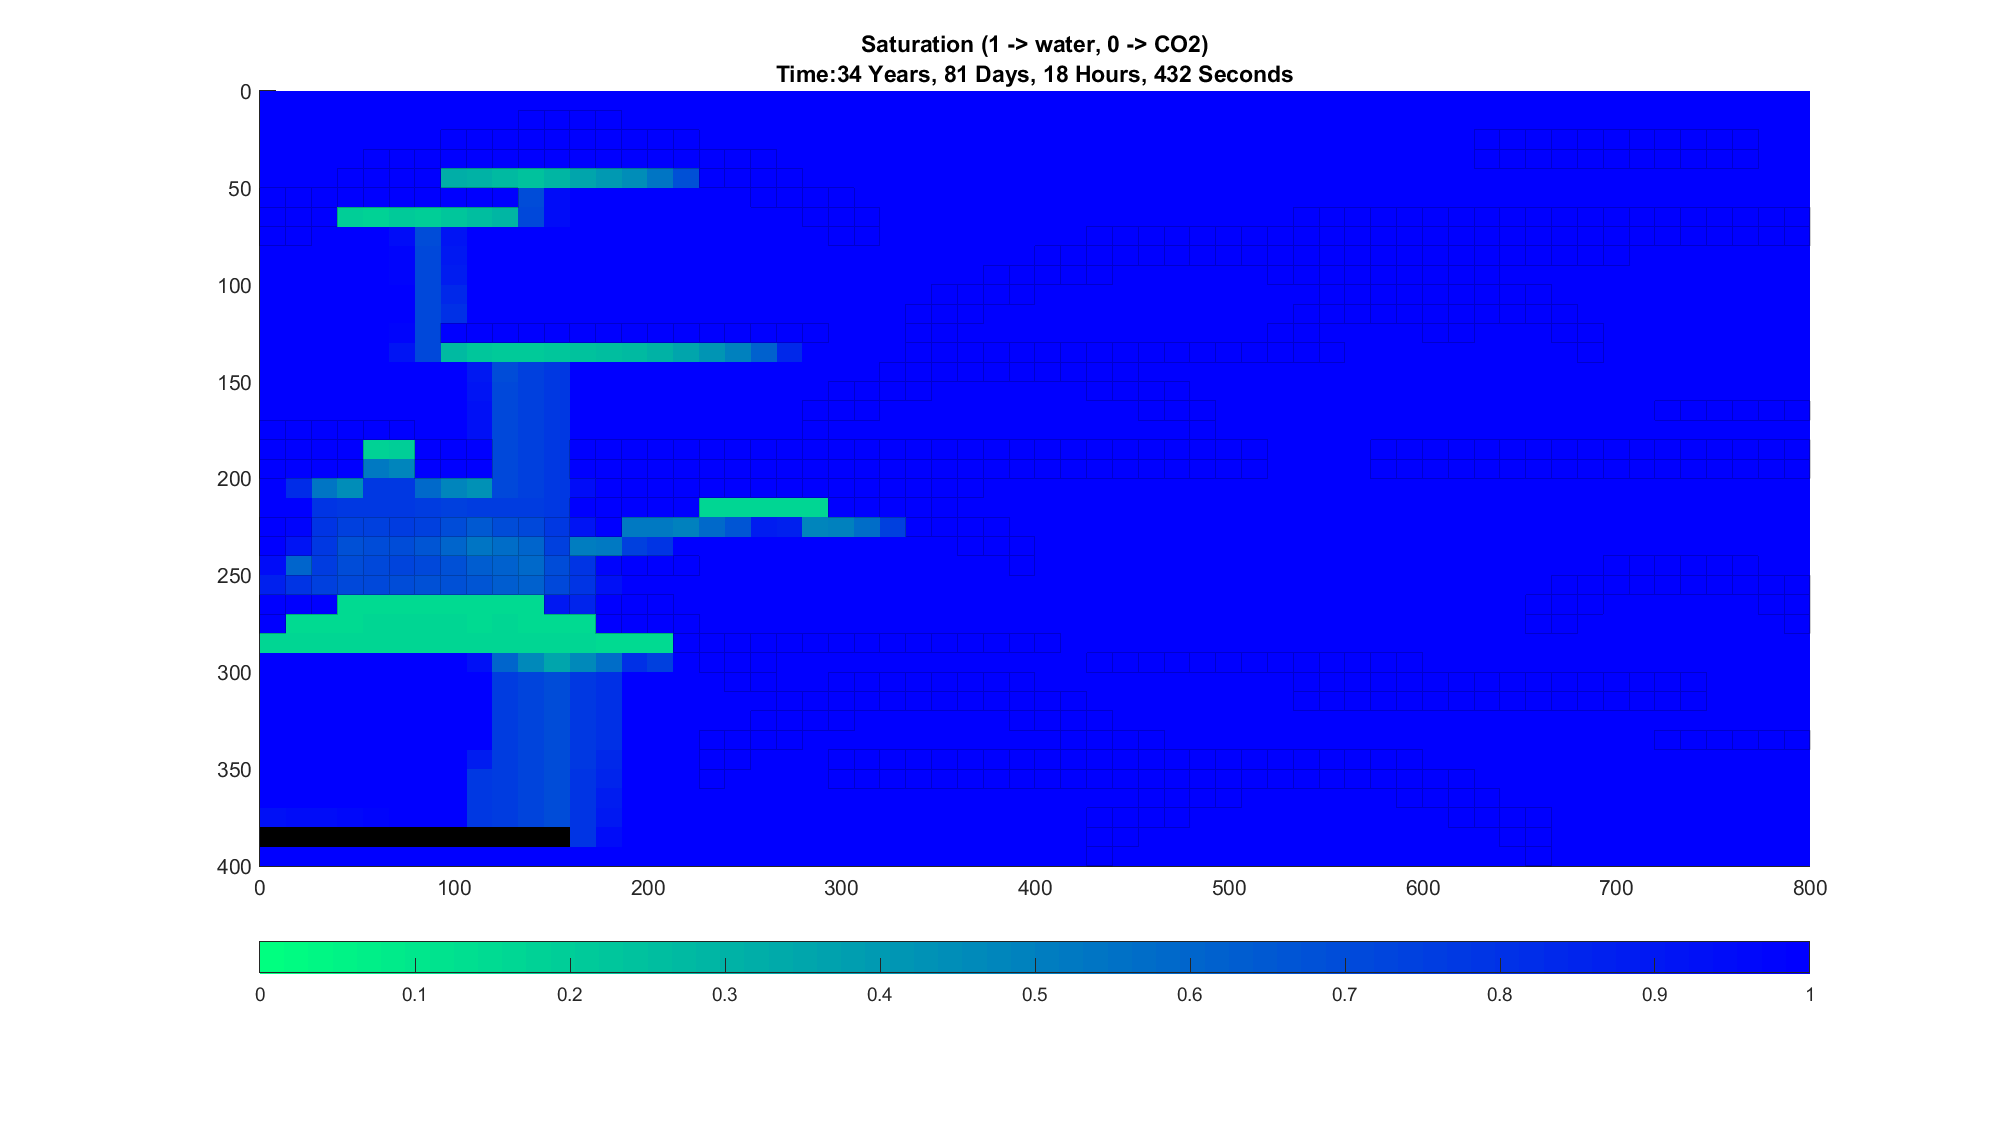 Saturation (1 -> water, 0 -> CO2)
Time:34 Years, 81 Days, 18 Hours, 432 Seconds
0
50
100
150
200
250
300
350
400
0 100 200 300 400 500 600 700 800
0 0.1 0.2 0.3 0.4 0.5 0.6 0.7 0.8 0.9 1